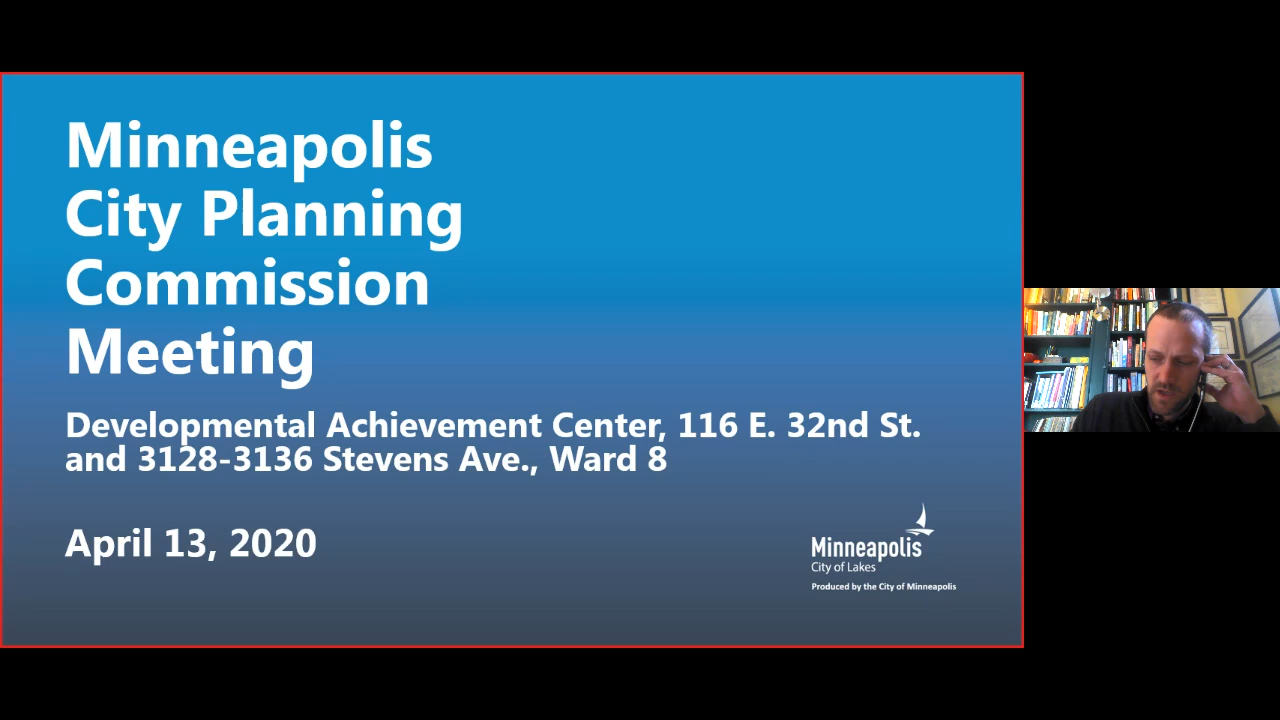 Minneapolis
City Planning
Commission
Meeting
Developmental Achievement Center, 116 E. 32nd St.
and 3128-3136 Stevens Ave., Ward 8
April 13, 2020
Minneapolis
City of Lakes
Produced by the City of Minneapolis